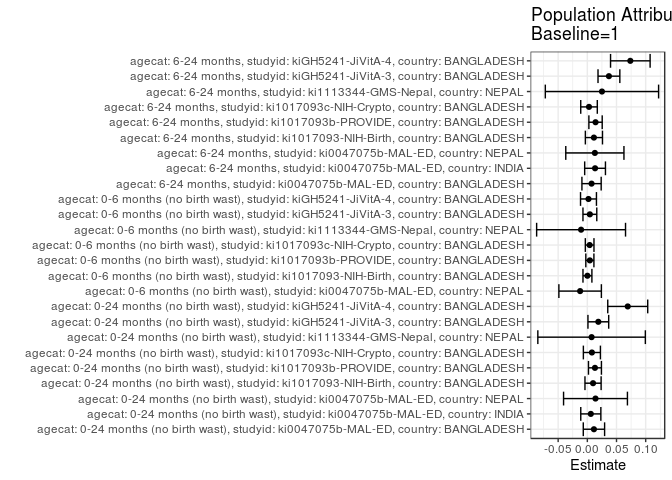 Population Attribu
Baseline=1
agecat: 6-24 months, studyid: kiGH5241-JiVitA-4, country: BANGLADESH
agecat: 6-24 months, studyid: kiGH5241-JiVitA-3, country: BANGLADESH
agecat: 6-24 months, studyid: ki1113344-GMS-Nepal, country: NEPAL
agecat: 6-24 months, studyid: ki1017093c-NIH-Crypto, country: BANGLADESH
agecat: 6-24 months, studyid: ki1017093b-PROVIDE, country: BANGLADESH
agecat: 6-24 months, studyid: ki1017093-NIH-Birth, country: BANGLADESH
agecat: 6-24 months, studyid: ki0047075b-MAL-ED, country: NEPAL
agecat: 6-24 months, studyid: ki0047075b-MAL-ED, country: INDIA
agecat: 6-24 months, studyid: ki0047075b-MAL-ED, country: BANGLADESH
agecat: 0-6 months (no birth wast), studyid: kiGH5241-JiVitA-4, country: BANGLADESH
agecat: 0-6 months (no birth wast), studyid: kiGH5241-JiVitA-3, country: BANGLADESH
agecat: 0-6 months (no birth wast), studyid: ki1113344-GMS-Nepal, country: NEPAL
agecat: 0-6 months (no birth wast), studyid: ki1017093c-NIH-Crypto, country: BANGLADESH
agecat: 0-6 months (no birth wast), studyid: ki1017093b-PROVIDE, country: BANGLADESH
agecat: 0-6 months (no birth wast), studyid: ki1017093-NIH-Birth, country: BANGLADESH
agecat: 0-6 months (no birth wast), studyid: ki0047075b-MAL-ED, country: NEPAL
agecat: 0-24 months (no birth wast), studyid: kiGH5241-JiVitA-4, country: BANGLADESH
agecat: 0-24 months (no birth wast), studyid: kiGH5241-JiVitA-3, country: BANGLADESH
agecat: 0-24 months (no birth wast), studyid: ki1113344-GMS-Nepal, country: NEPAL
agecat: 0-24 months (no birth wast), studyid: ki1017093c-NIH-Crypto, country: BANGLADESH
agecat: 0-24 months (no birth wast), studyid: ki1017093b-PROVIDE, country: BANGLADESH
agecat: 0-24 months (no birth wast), studyid: ki1017093-NIH-Birth, country: BANGLADESH
agecat: 0-24 months (no birth wast), studyid: ki0047075b-MAL-ED, country: NEPAL
agecat: 0-24 months (no birth wast), studyid: ki0047075b-MAL-ED, country: INDIA
agecat: 0-24 months (no birth wast), studyid: ki0047075b-MAL-ED, country: BANGLADESH
-0.05 0.00 0.05 0.10
Estimate